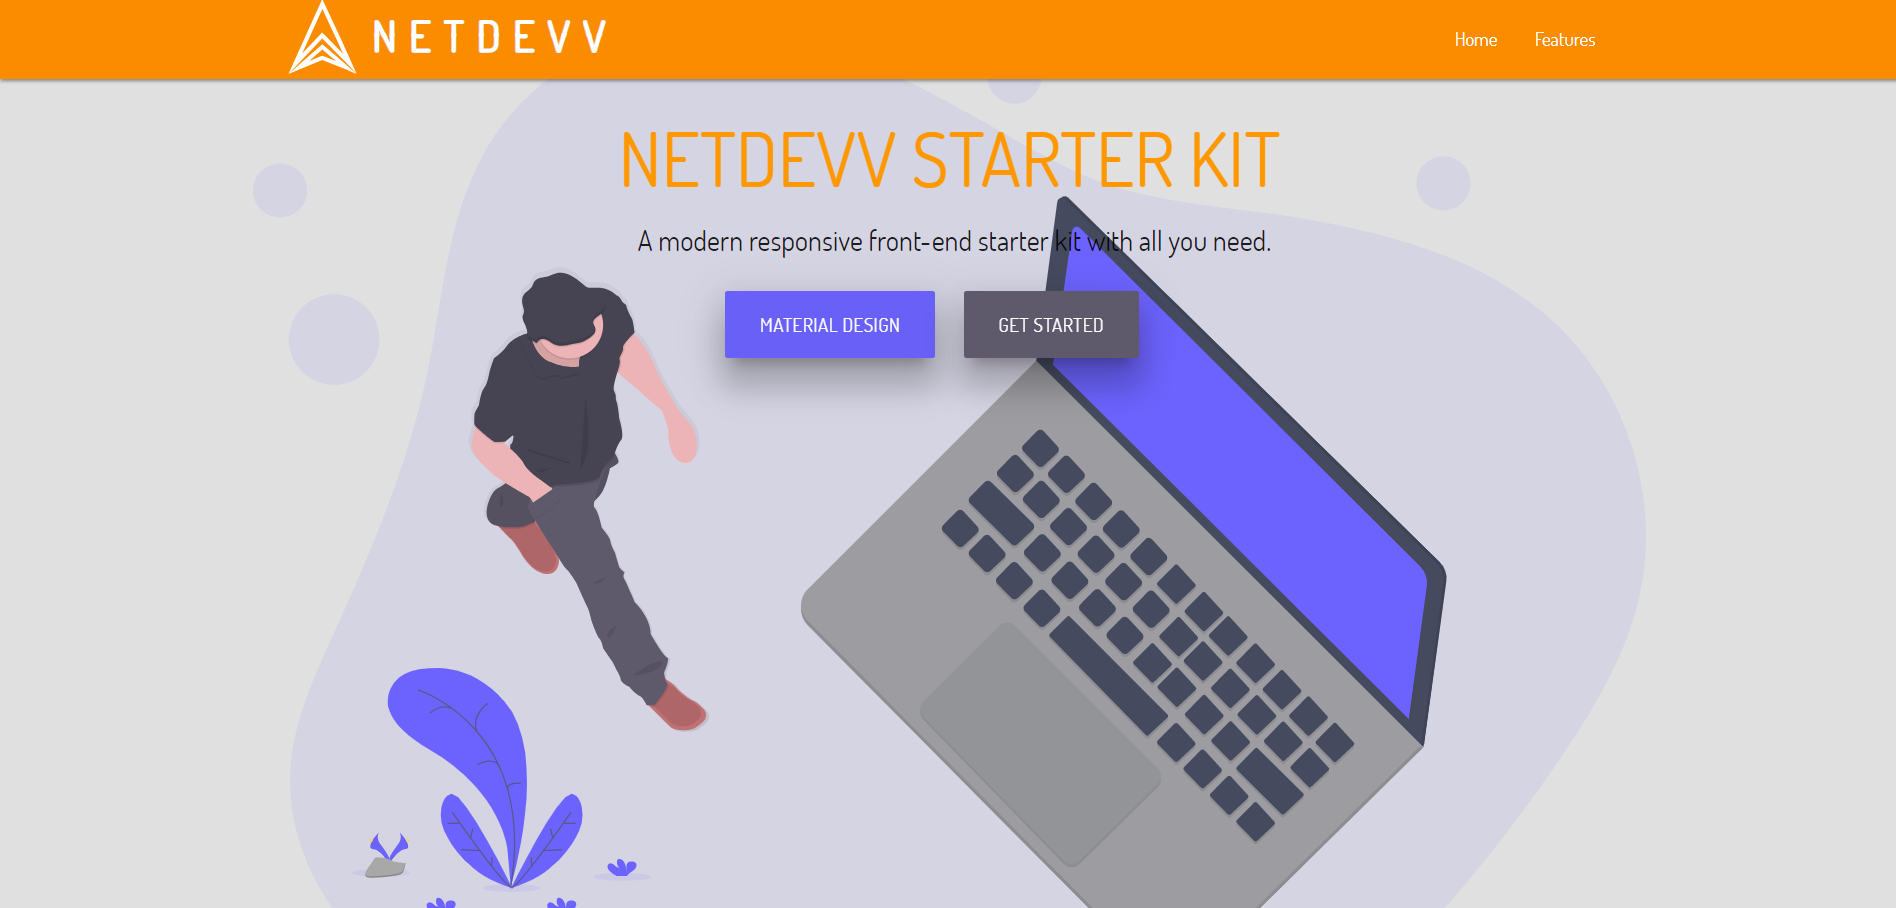 NETDEVV
Home
Features
NETDEVV STARTER KIT
A modern responsive front-end starter kit with all you need.
MATERIAL DESIGN
GET STARTED